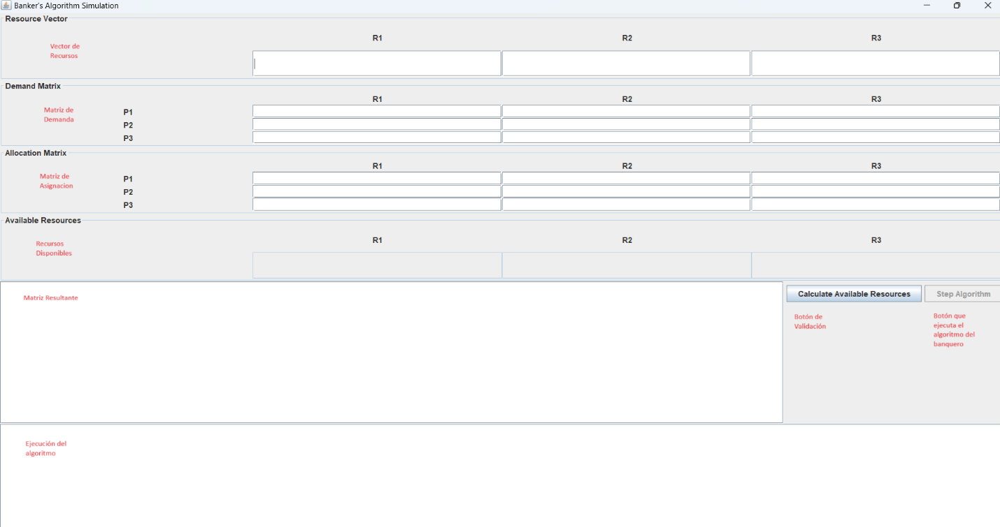 Banker's Algorithm Simulation
Resource Vector
R1 R2 R3
Vector de
Recursos
Demand Matrix
R1 R2 R3
Matriz de
Demanda
P1
P2
P3
Allocation Matrix
R1 R2 R3
Matriz de
Asignacion
P1
P2
P3
Available Resources
R1 R2 R3
Recursos
Disponibles
Matriz Resultante
Calculate Available Resources
Step Algorithm
Botón de
Validación
Botón que
ejecuta el
algoritmo del
banquero
Ejecución del
algoritmo